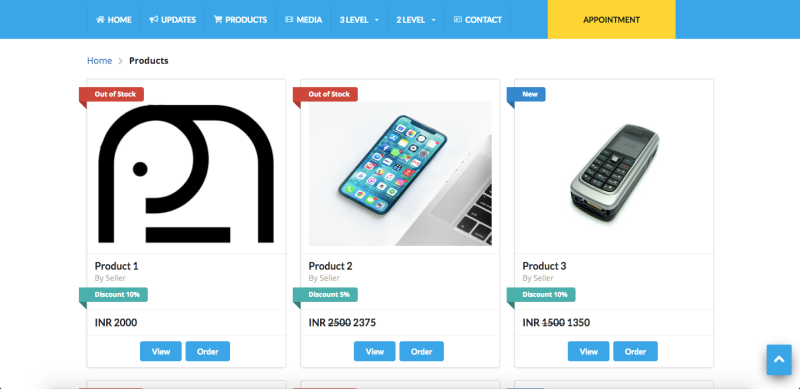 HOME UPDATES PRODUCTS MEDIA 3 LEVEL 2 LEVEL CONTACT APPOINTMENT
Home > Products
Out of Stock Out of Stock New
Product 1 Product 2 Product 3
By Seller By Seller By Seller
Discount 10% Discount 5% Discount 10%
INR 2000 INR 2500 2375 INR 1500 1350
View Order View Order View Order